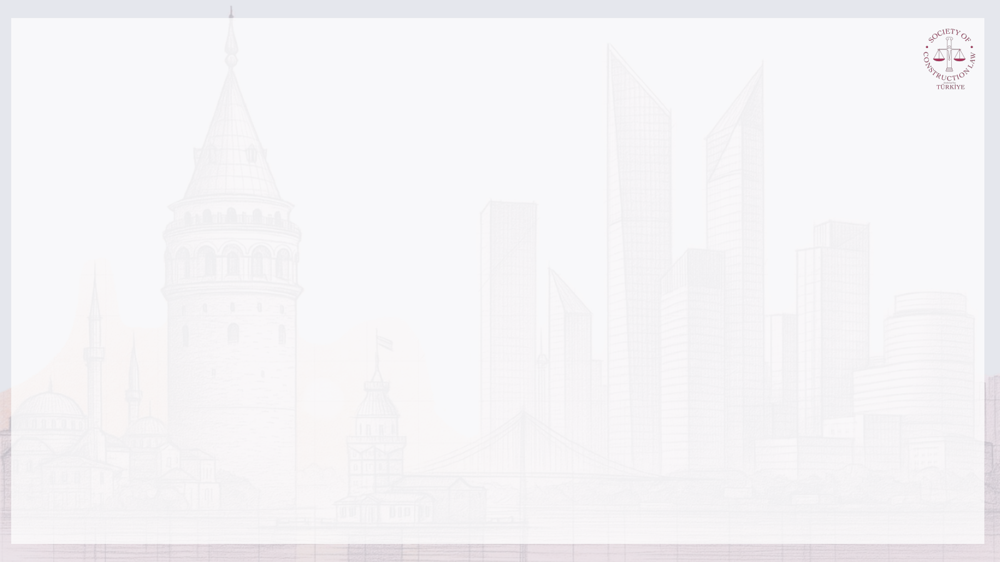 SOCIETY OF
CONSTRUCTION LAW
TÜRKİYE